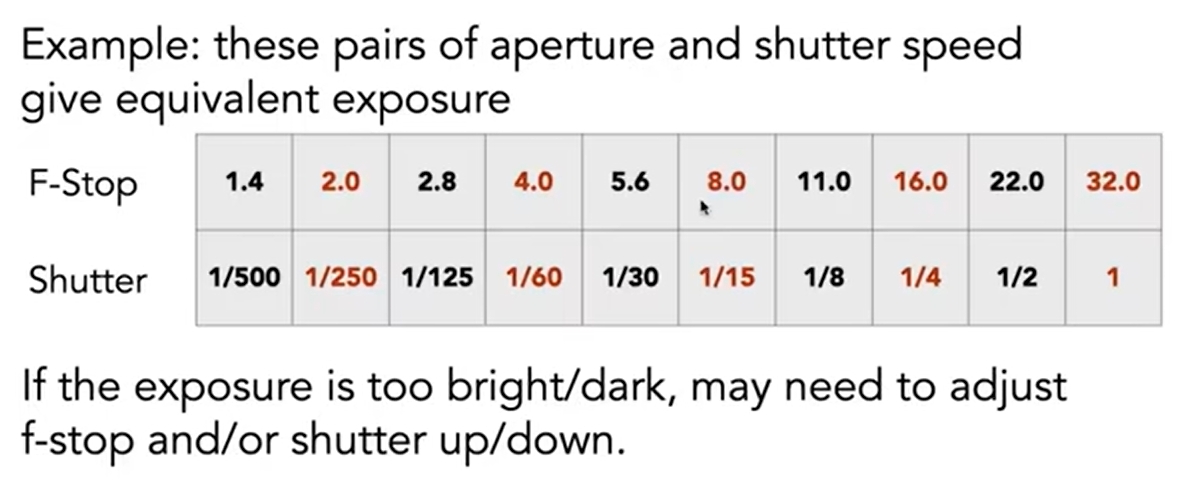 Example: these pairs of aperture and shutter speed
give equivalent exposure
F-Stop 1.4 2.0 2.8 4.0 5.6 8.0 11.0 16.0 22.0 32.0
Shutter 1/500 1/250 1/125 1/60 1/30 1/15 1/8 1/4 1/2 1
If the exposure is too bright/dark, may need to adjust
f-stop and/or shutter up/down.